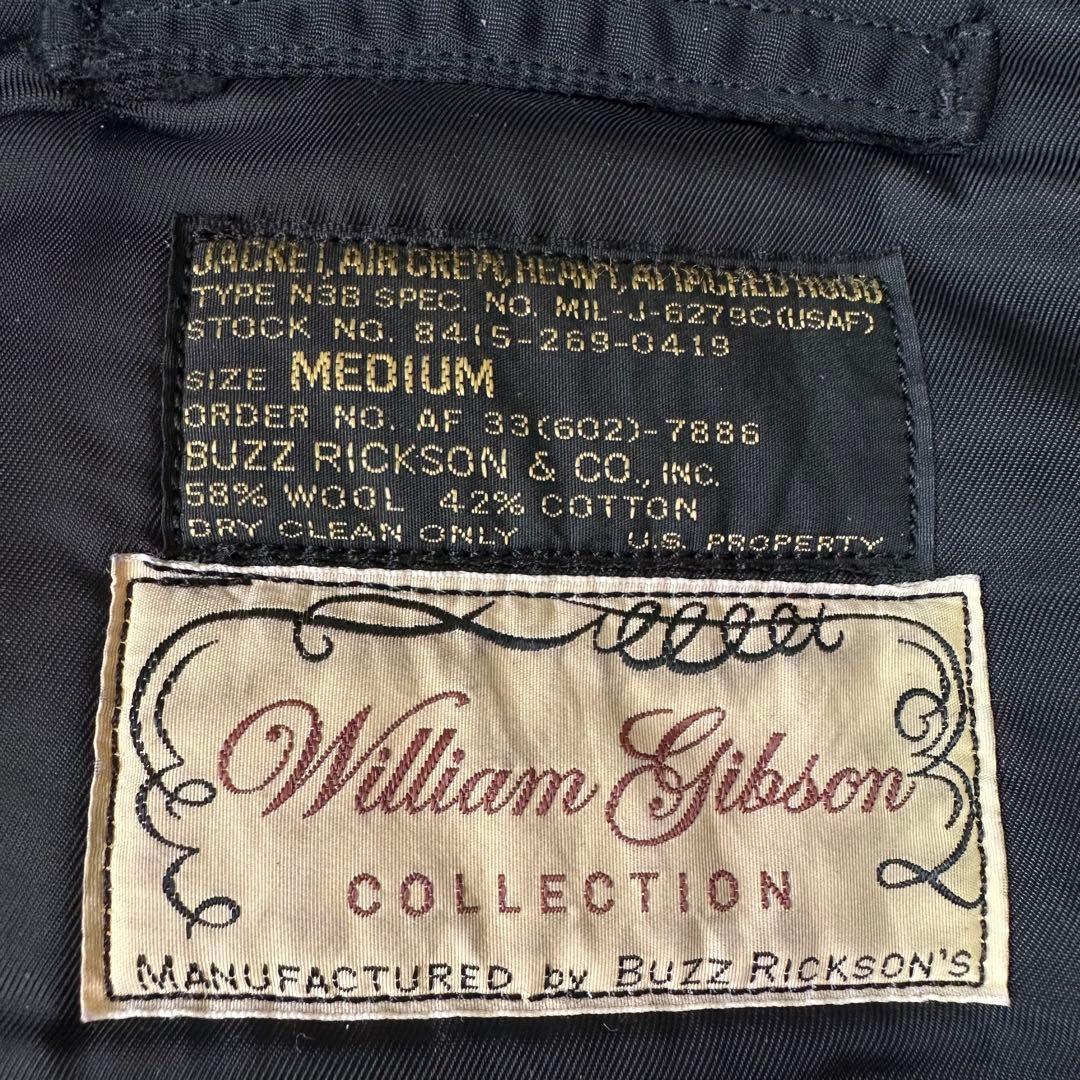 JACKET, AIR CREW, HEAVY, ATTACHED HOOD
TYPE N3B SPEC. NO. MIL-J-6279C(USAF)
STOCK NO. 8415-269-0419
SIZE MEDIUM
ORDER NO. AF 33(602)-7886
BUZZ RICKSON & CO., INC.
58% WOOL 42% COTTON
DRY CLEAN ONLY U.S. PROPERTY
William Gibson
COLLECTION
MANUFACTURED by BUZZ RICKSON'S